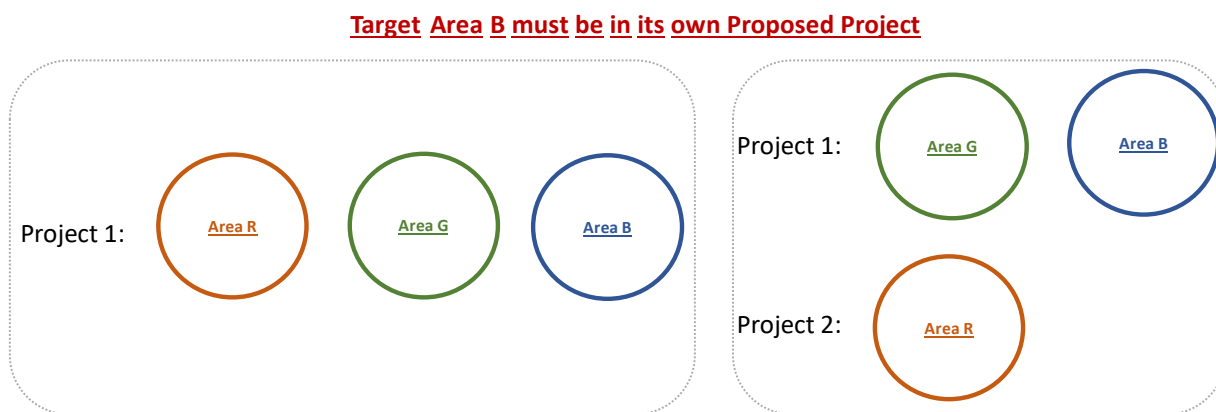 Target Area B must be in its own Proposed Project
Project 1:
Area R
Area G
Area B
Project 1:
Area G
Area B
Project 2:
Area R